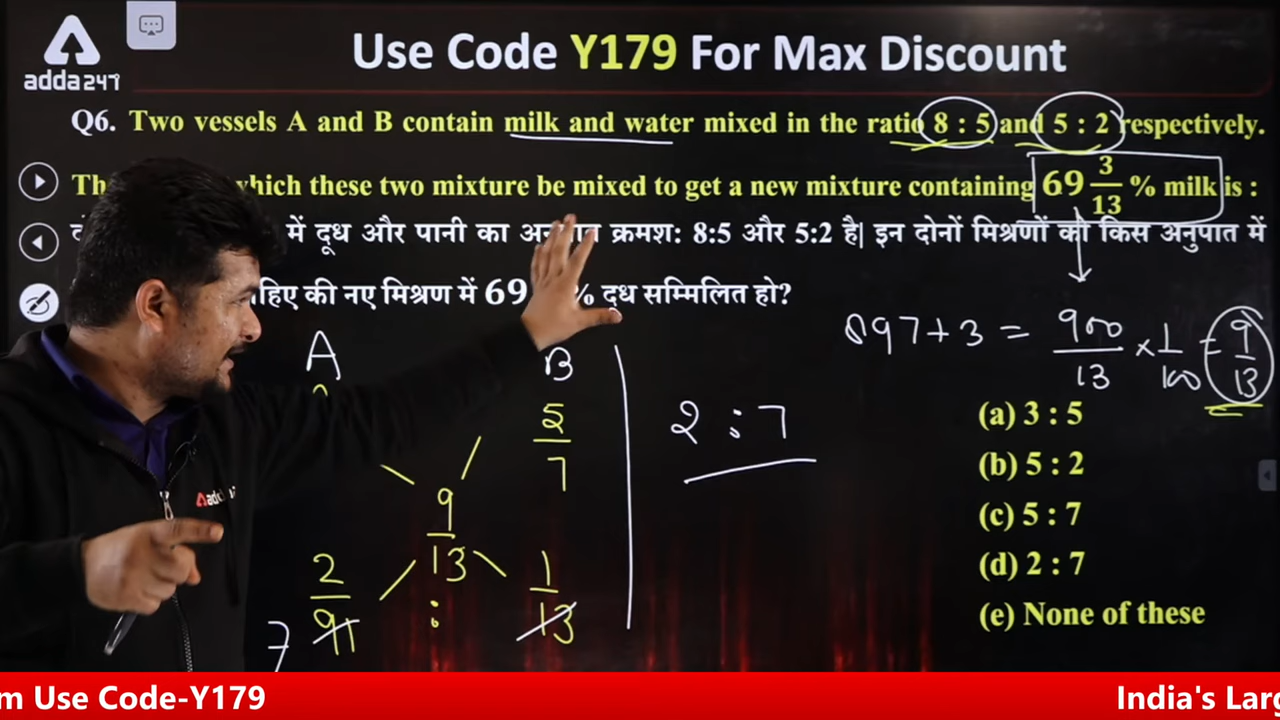 adda247
Use Code Y179 For Max Discount
Q6. Two vessels A and B contain milk and water mixed in the ratio 8 : 5 and 5 : 2 respectively.
which these two mixture be mixed to get a new mixture containing 69 3/13 % milk is :
में दूध और पानी का क्रमश: 8:5 और 5:2 है| इन दोनों मिश्रणों को किस अनुपात में
की नए मिश्रण में 69 % दूध सम्मिलित हो?
897 + 3 = 900/13 × 1/100 = 9/13
A B
5/7
9/13
2/91 : 1/13
7
2 : 7
(a) 3 : 5
(b) 5 : 2
(c) 5 : 7
(d) 2 : 7
(e) None of these
m Use Code-Y179 India's Larg